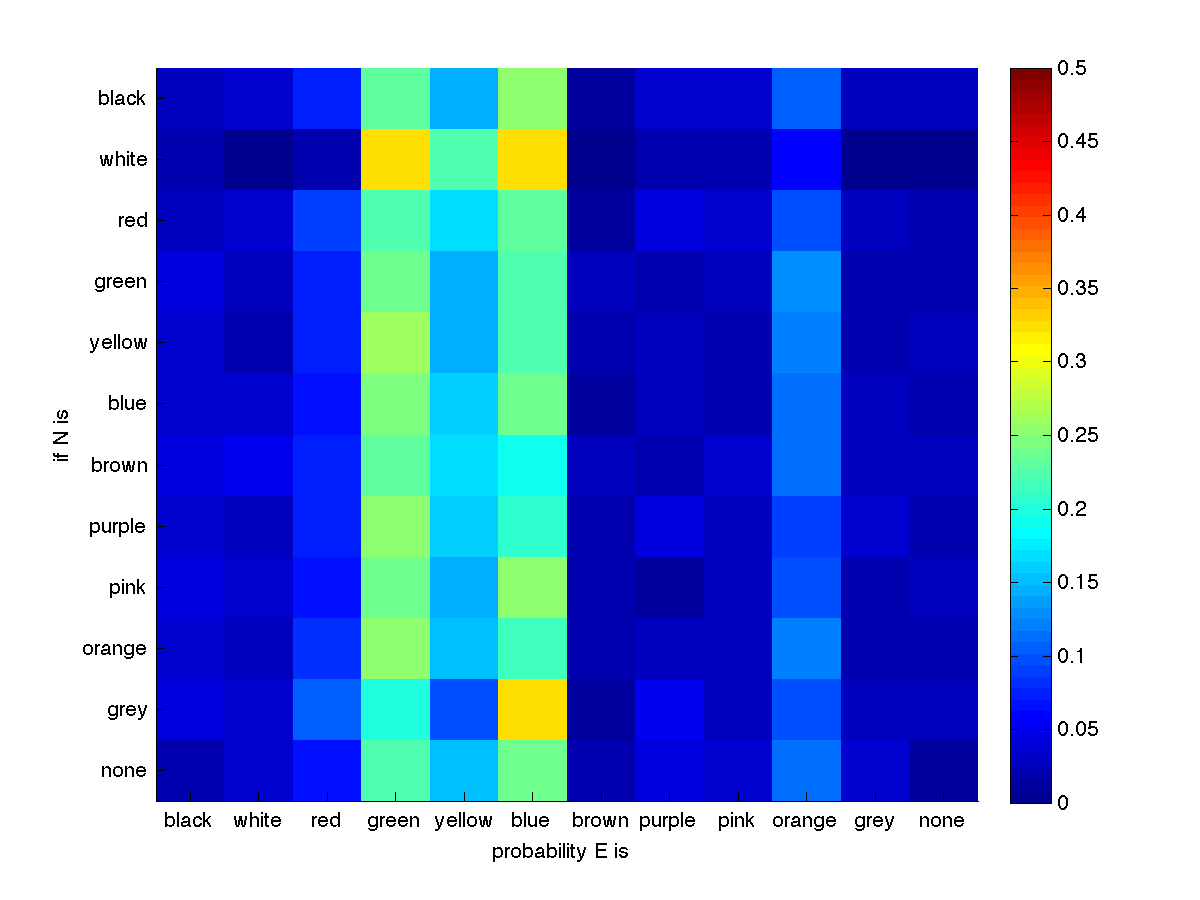 if N is
black
white
red
green
yellow
blue
brown
purple
pink
orange
grey
none
black white red green yellow blue brown purple pink orange grey none
probability E is
0.5
0.45
0.4
0.35
0.3
0.25
0.2
0.15
0.1
0.05
0